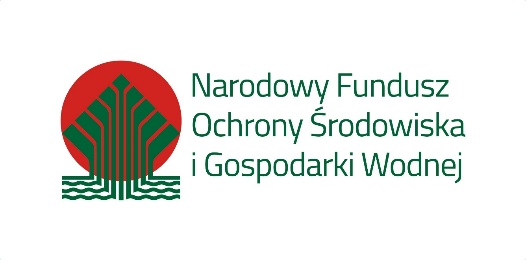 Narodowy Fundusz
Ochrony Środowiska
i Gospodarki Wodnej